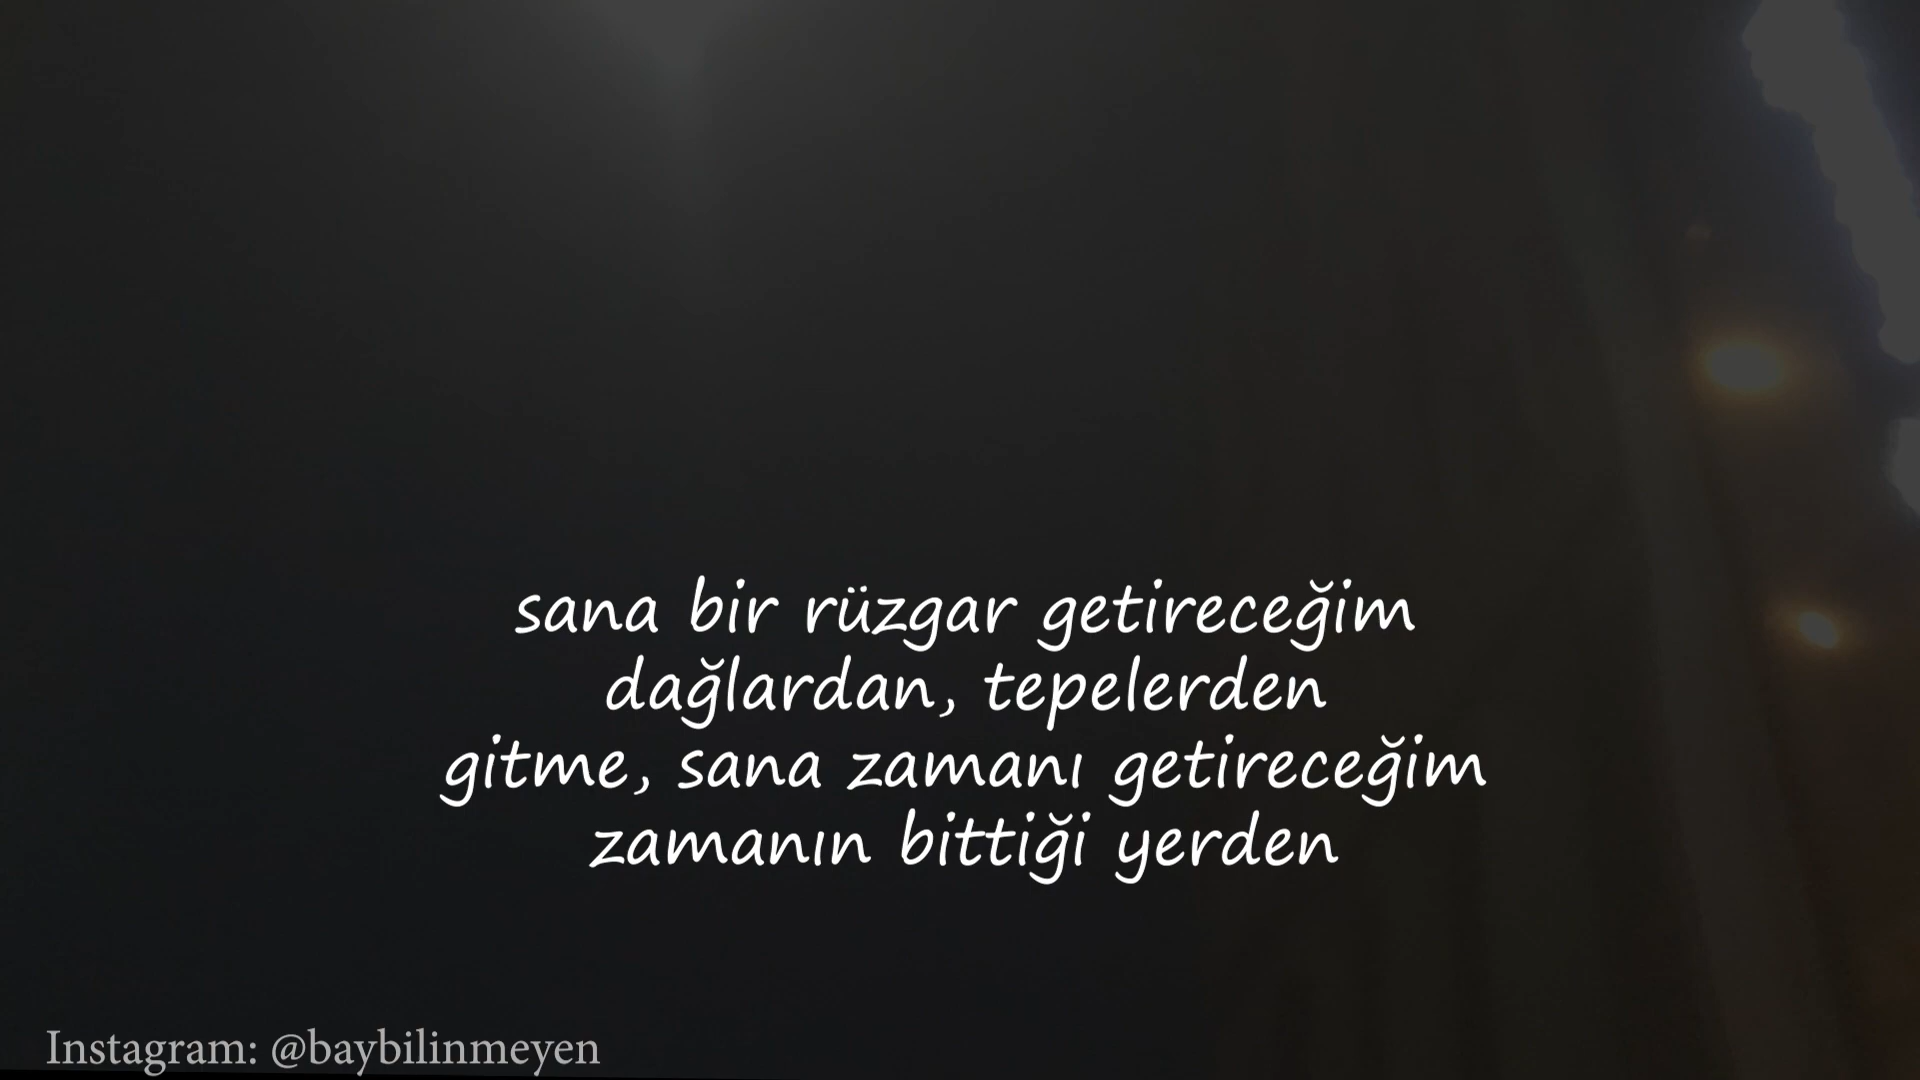 sana bir rüzgar getireceğim
dağlardan, tepelerden
gitme, sana zamanı getireceğim
zamanın bittiği yerden
Instagram: @baybilinmeyen